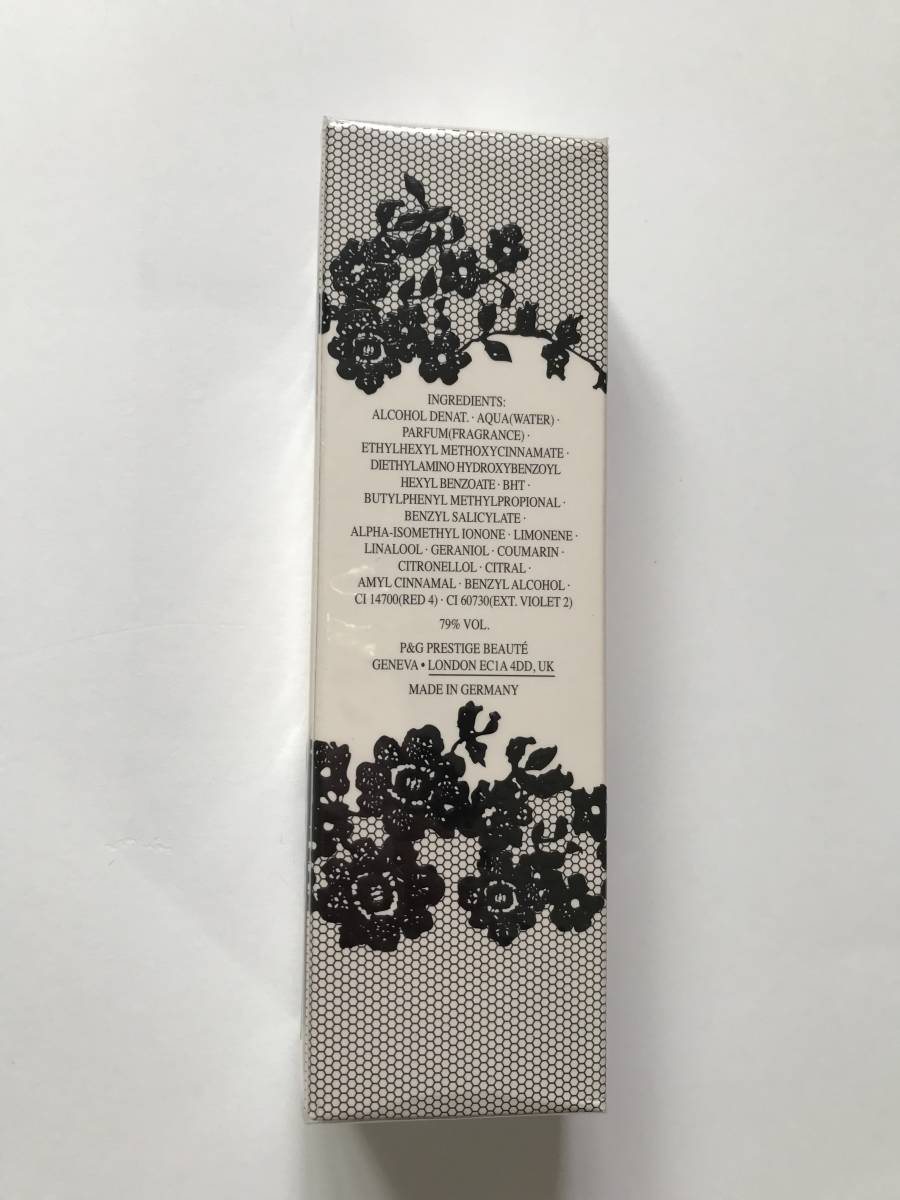 INGREDIENTS:
ALCOHOL DENAT. · AQUA(WATER) ·
PARFUM(FRAGRANCE) ·
ETHYLHEXYL METHOXYCINNAMATE ·
DIETHYLAMINO HYDROXYBENZOYL
HEXYL BENZOATE · BHT ·
BUTYLPHENYL METHYLPROPIONAL ·
BENZYL SALICYLATE ·
ALPHA-ISOMETHYL IONONE · LIMONENE ·
LINALOOL · GERANIOL · COUMARIN ·
CITRONELLOL · CITRAL ·
AMYL CINNAMAL · BENZYL ALCOHOL ·
CI 14700(RED 4) · CI 60730(EXT. VIOLET 2)
79% VOL.
P&G PRESTIGE BEAUTÉ
GENEVA • LONDON EC1A 4DD, UK
MADE IN GERMANY